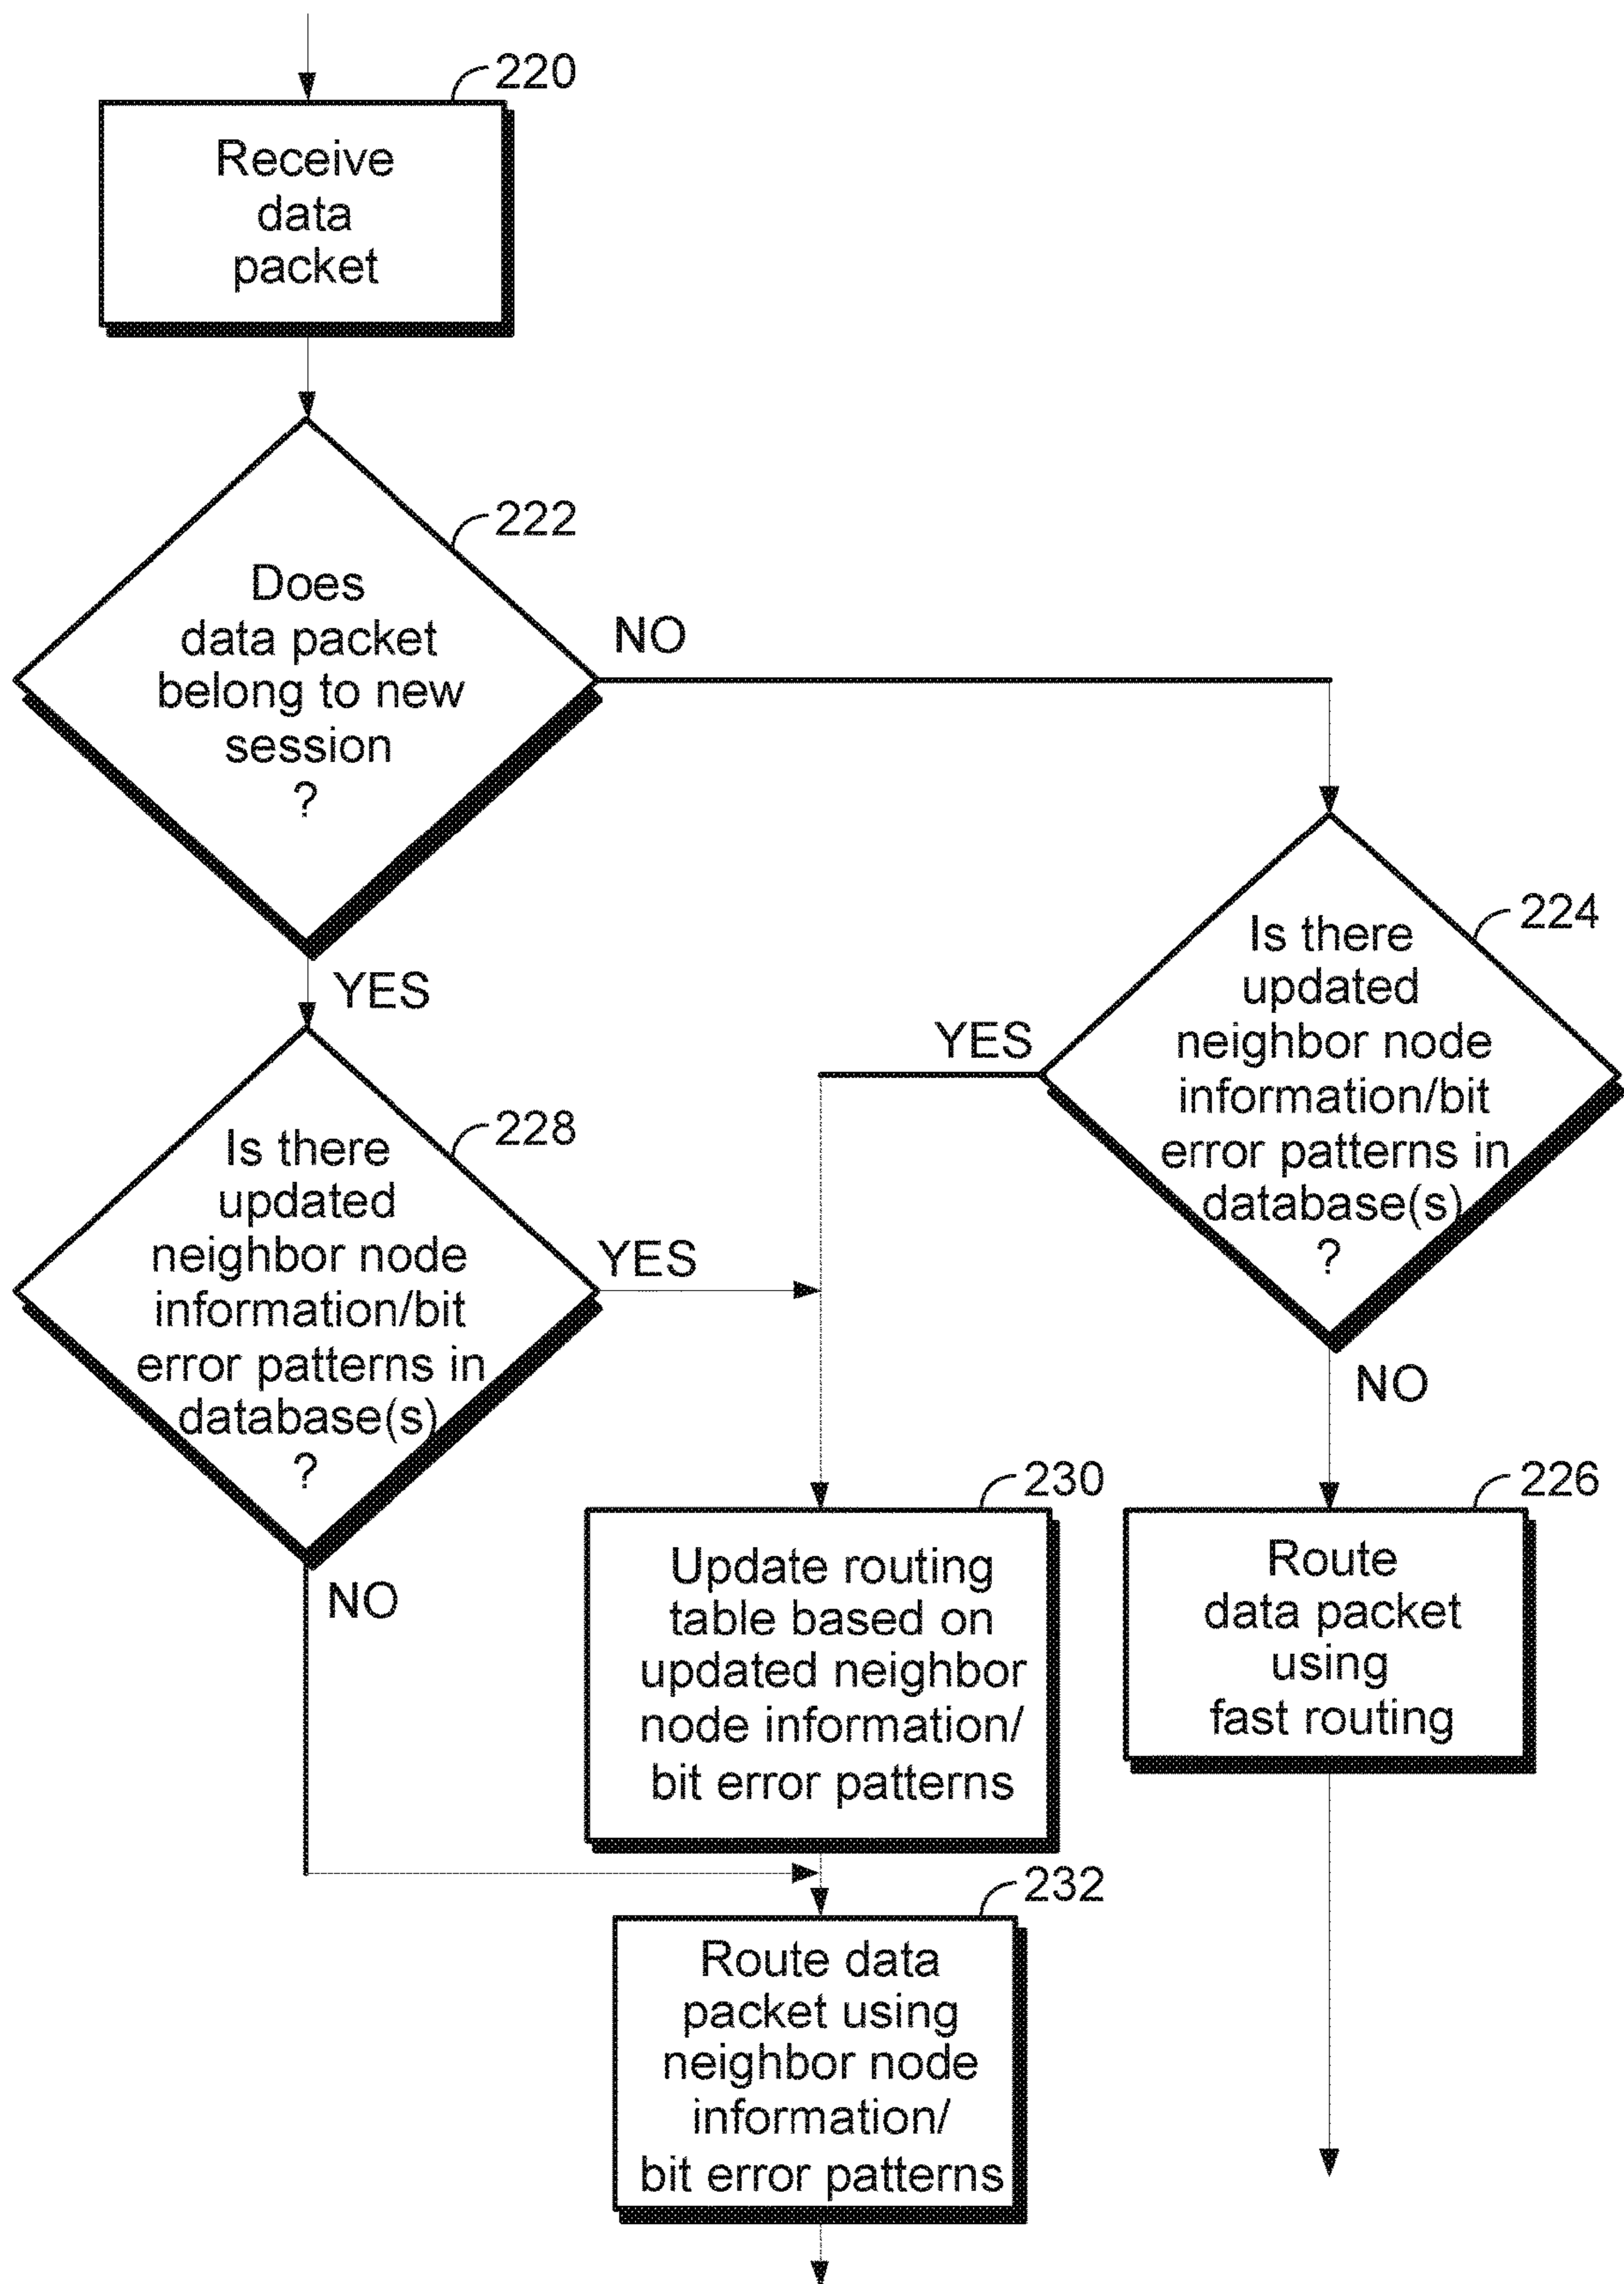 220
Receive
data
packet
222
Does
data packet
belong to new
session
?
NO
YES
224
Is there
updated
neighbor node
information/bit
error patterns in
database(s)
?
YES
NO
228
Is there
updated
neighbor node
information/bit
error patterns in
database(s)
?
YES
NO
230
Update routing
table based on
updated neighbor
node information/
bit error patterns
226
Route
data packet
using
fast routing
232
Route data
packet using
neighbor node
information/
bit error patterns